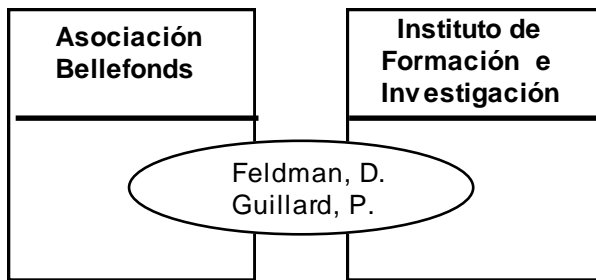 Asociación
Bellefonds
Instituto de
Formación e
Investigación
Feldman, D.
Guillard, P.